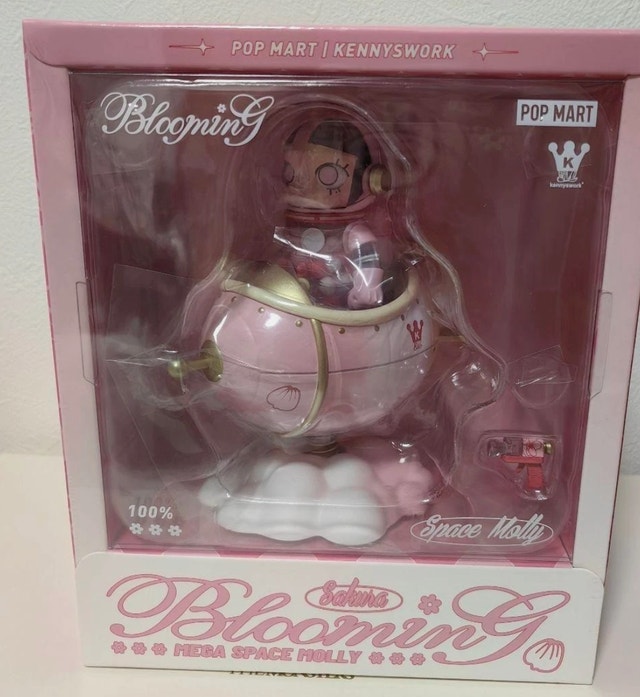 POP MART | KENNYSWORK
BloominG
POP MART
K
kennyswork
100%
Space Molly
Sakura
BloominG
MEGA SPACE MOLLY